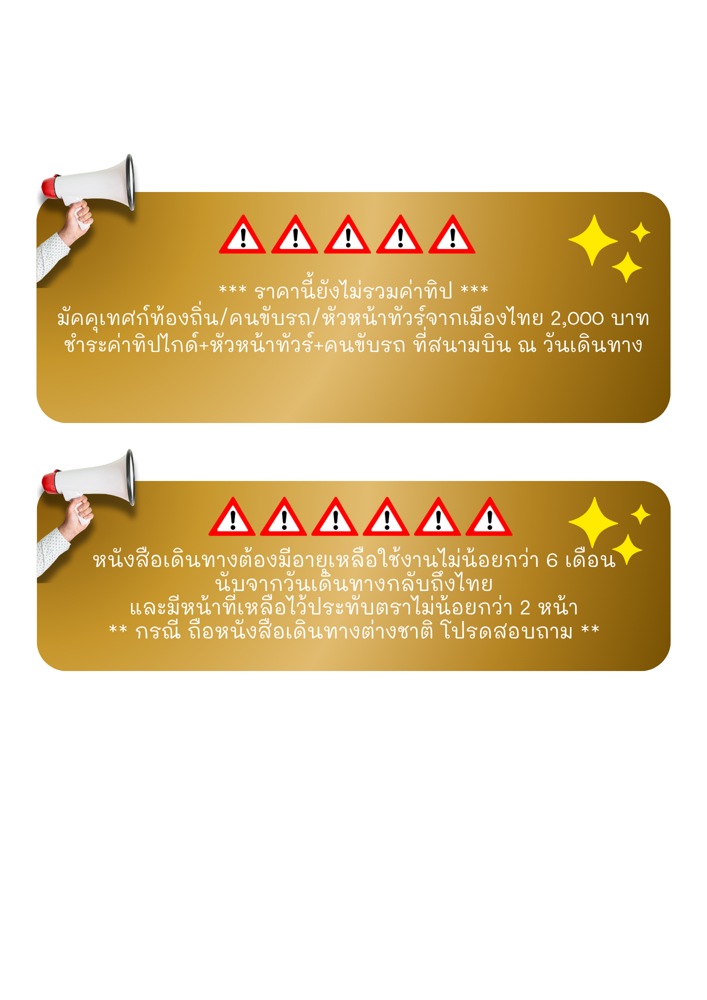 *** ราคานี้ยังไม่รวมค่าทิป ***
มัคคุเทศก์ท้องถิ่น/คนขับรถ/หัวหน้าทัวร์จากเมืองไทย 2,000 บาท
ชำระค่าทิปไกด์+หัวหน้าทัวร์+คนขับรถ ที่สนามบิน ณ วันเดินทาง
หนังสือเดินทางต้องมีอายุเหลือใช้งานไม่น้อยกว่า 6 เดือน
นับจากวันเดินทางกลับถึงไทย
และมีหน้าที่เหลือไว้ประทับตราไม่น้อยกว่า 2 หน้า
** กรณี ถือหนังสือเดินทางต่างชาติ โปรดสอบถาม **